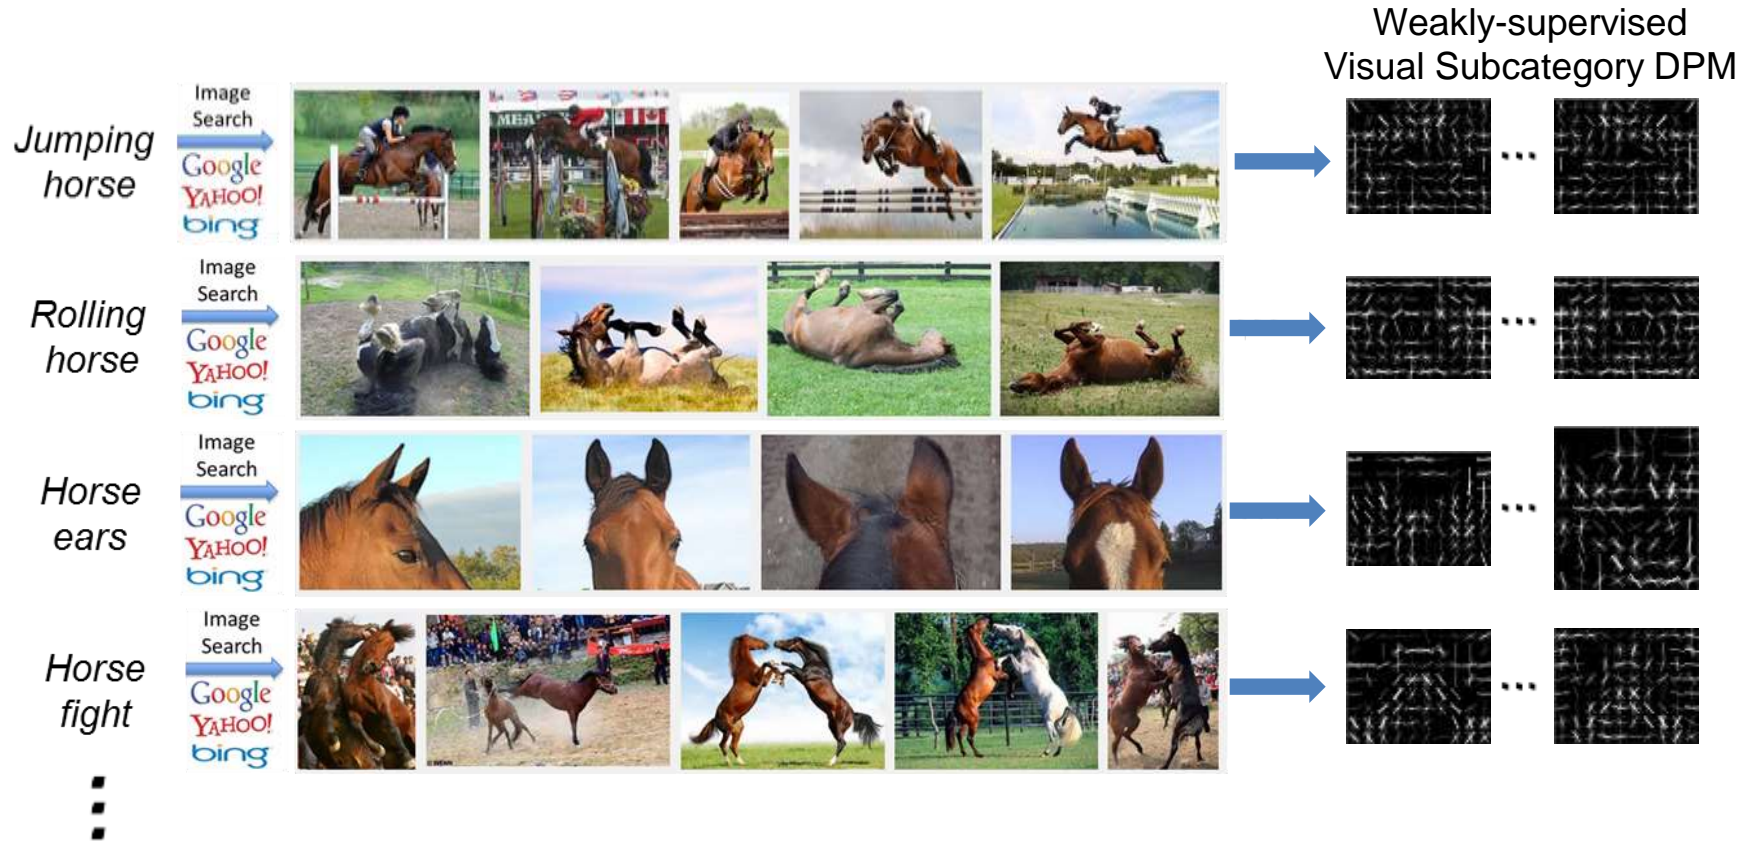 Weakly-supervised
Visual Subcategory DPM
Jumping
horse
Image
Search
Google
YAHOO!
bing
MEA
Rolling
horse
Image
Search
Google
YAHOO!
bing
Horse
ears
Image
Search
Google
YAHOO!
bing
Horse
fight
Image
Search
Google
YAHOO!
bing